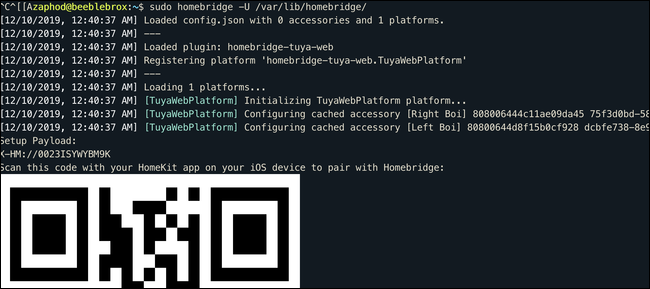 ^C^[[Azaphod@beeblebrox:~$ sudo homebridge -U /var/lib/homebridge/
[12/10/2019, 12:40:37 AM] Loaded config.json with 0 accessories and 1 platforms.
[12/10/2019, 12:40:37 AM] ---
[12/10/2019, 12:40:37 AM] Loaded plugin: homebridge-tuya-web
[12/10/2019, 12:40:37 AM] Registering platform 'homebridge-tuya-web.TuyaWebPlatform'
[12/10/2019, 12:40:37 AM] ---
[12/10/2019, 12:40:37 AM] Loading 1 platforms...
[12/10/2019, 12:40:37 AM] [TuyaWebPlatform] Initializing TuyaWebPlatform platform...
[12/10/2019, 12:40:37 AM] [TuyaWebPlatform] Configuring cached accessory [Right Boi] 808006444c11ae09da45 75f3d0bd-58
[12/10/2019, 12:40:37 AM] [TuyaWebPlatform] Configuring cached accessory [Left Boi] 80800644d8f15b0cf928 dcbfe738-8e9
Setup Payload:
X-HM://0023ISYWYBM9K
Scan this code with your HomeKit app on your iOS device to pair with Homebridge: